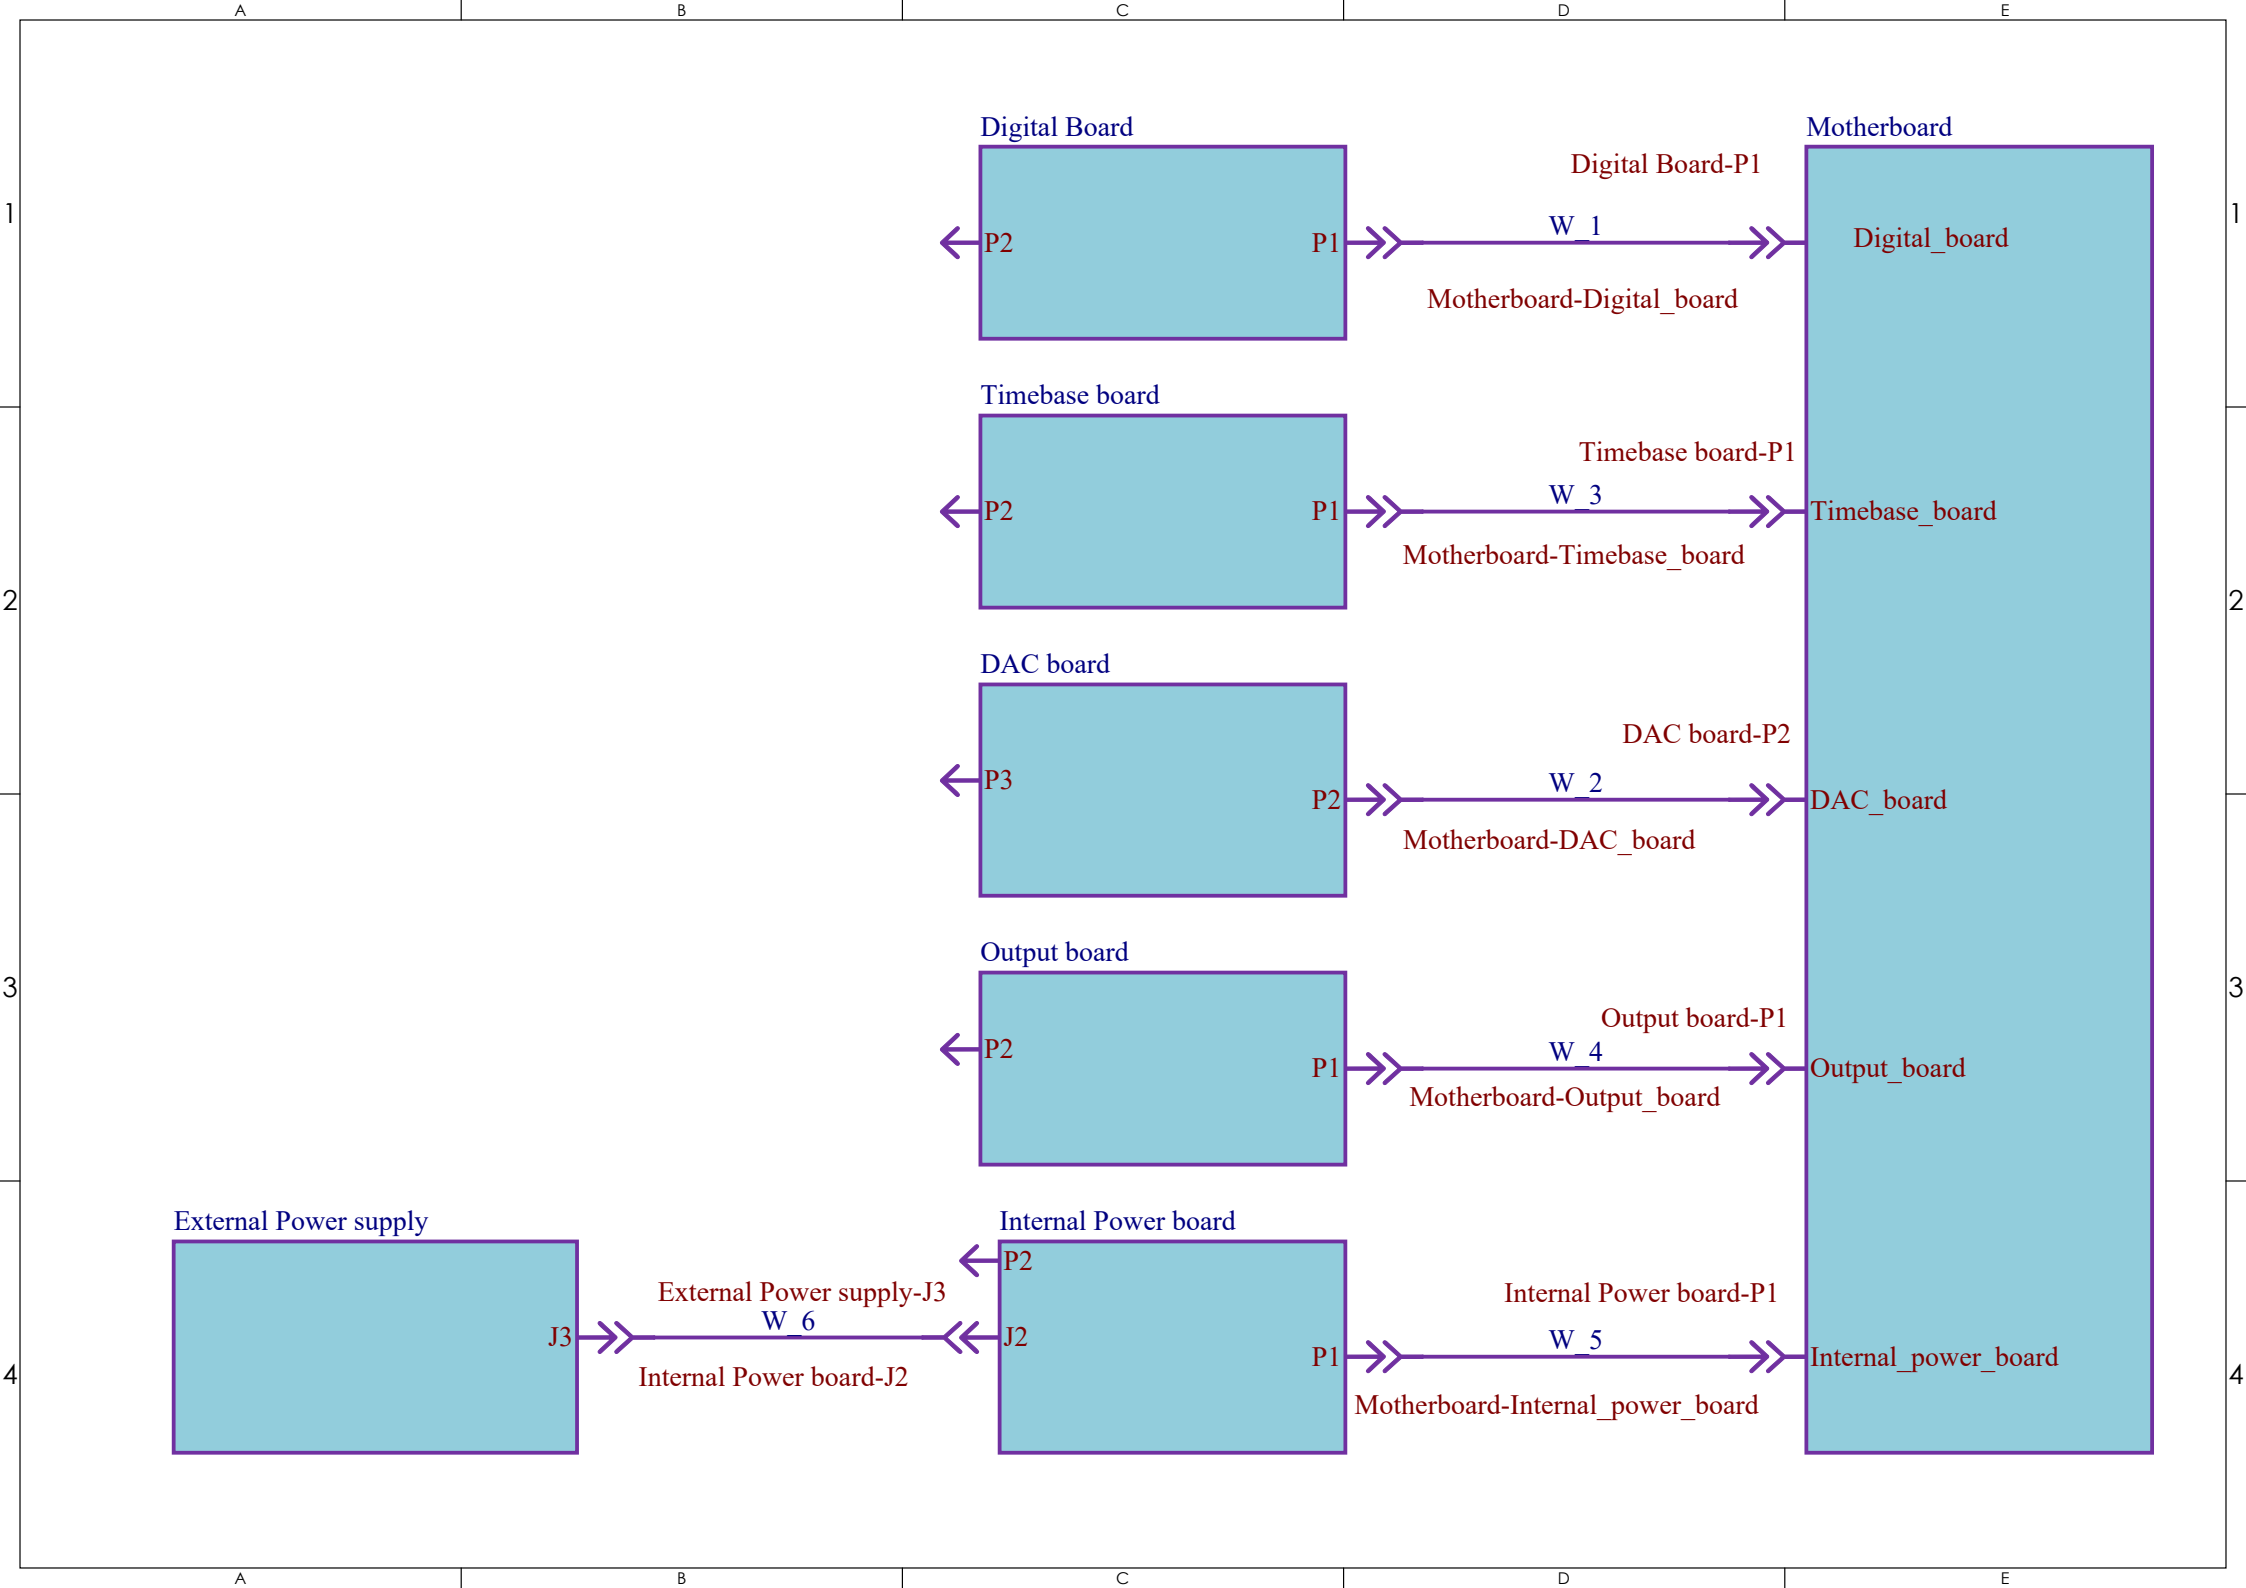 A B C D E
Digital Board
Motherboard
Digital Board-P1
1 1
W_1
P2 P1 Digital_board
Motherboard-Digital_board
Timebase board
Timebase board-P1
W_3
P2 P1 Timebase_board
Motherboard-Timebase_board
2 2
DAC board
DAC board-P2
W_2
P3
P2 DAC_board
Motherboard-DAC_board
Output board
3 3
Output board-P1
P2
W_4
P1 Output_board
Motherboard-Output_board
External Power supply
Internal Power board
P2
External Power supply-J3
Internal Power board-P1
W_6
J3 J2
W_5
P1 Internal_power_board
Internal Power board-J2
4 4
Motherboard-Internal_power_board
A B C D E